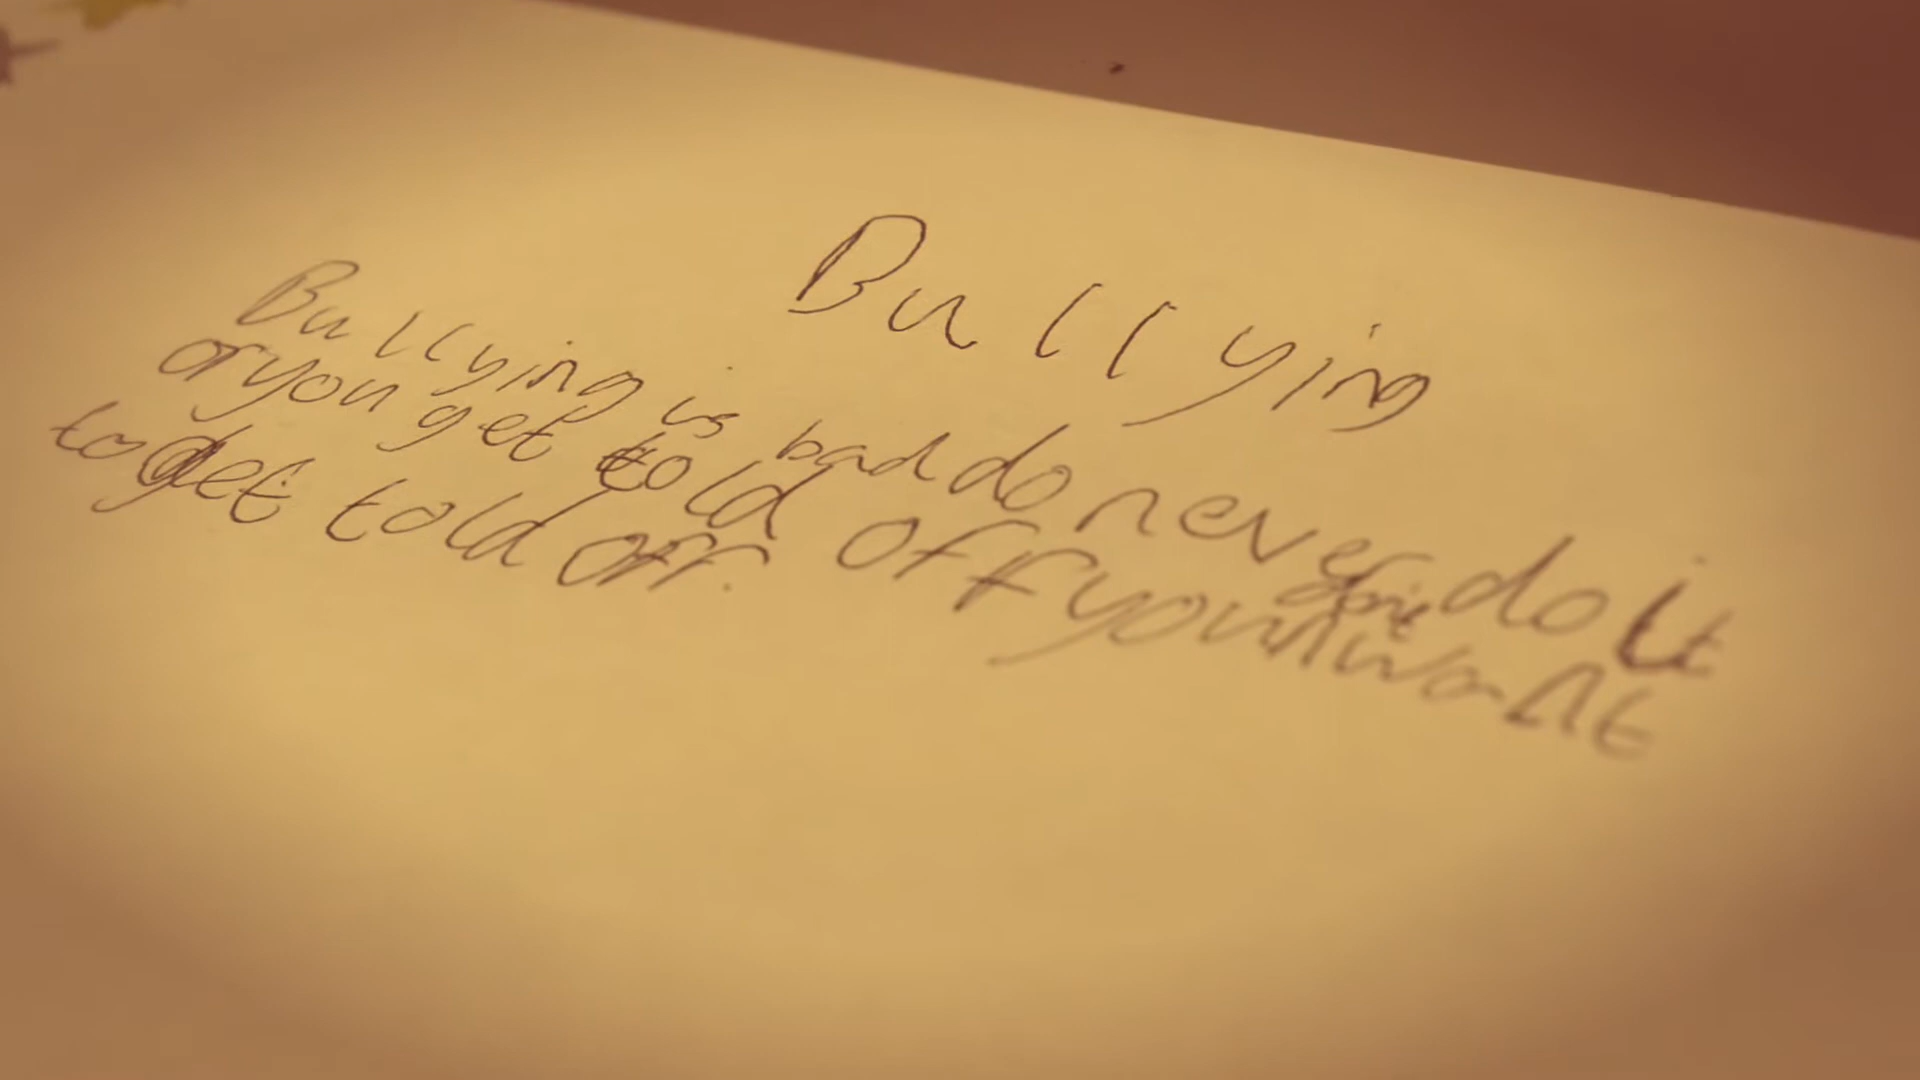 Bullying
Bullying is bad do never do it
or you get told off you want
to get told off.